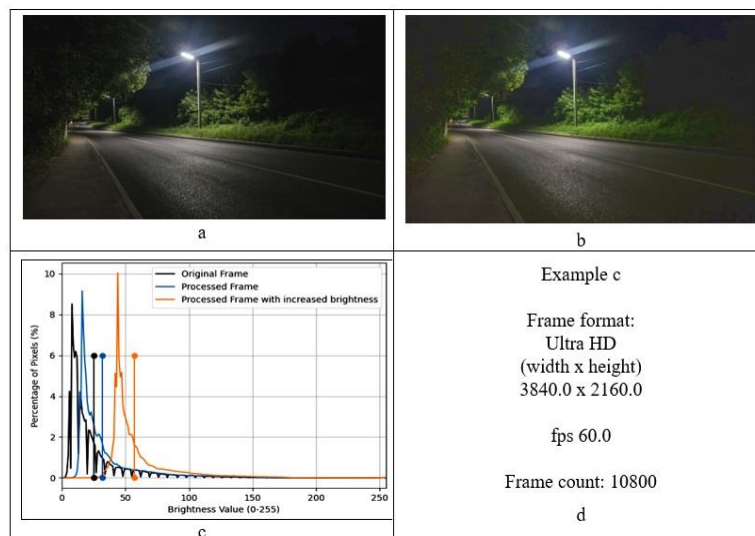 a
b
10
8
6
4
2
0
Percentage of Pixels (%)
Original Frame
Processed Frame
Processed Frame with increased brightness
0
50
100
150
200
250
Brightness Value (0-255)
c
Example c
Frame format:
Ultra HD
(width x height)
3840.0 x 2160.0
fps 60.0
Frame count: 10800
d